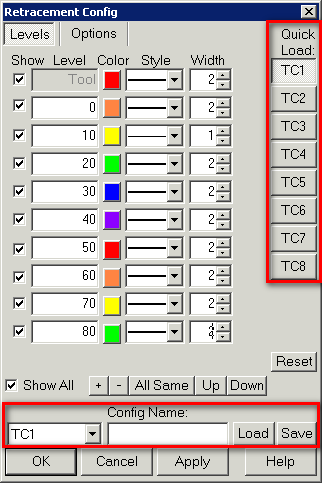 Retracement Config
Levels Options
Quick
Load:
Show Level Color Style Width
Tool 2
TC1
0 2
TC2
10 1
TC3
20 2
TC4
30 2
TC5
40 2
TC6
50 2
TC7
60 2
TC8
70 2
80
Reset
Show All + - All Same Up Down
Config Name:
TC1 Load Save
OK Cancel Apply Help